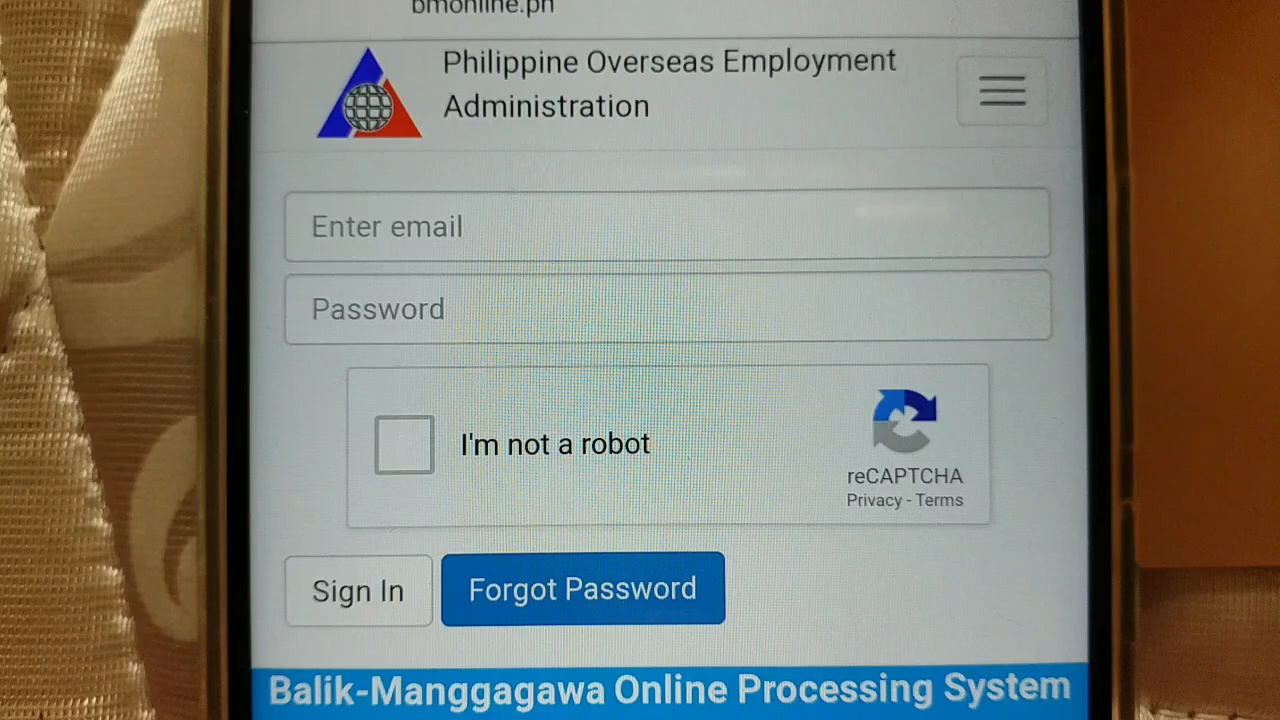 bmonline.ph
Philippine Overseas Employment
Administration
Enter email
Password
I'm not a robot
reCAPTCHA
Privacy - Terms
Sign In
Forgot Password
Balik-Manggagawa Online Processing System